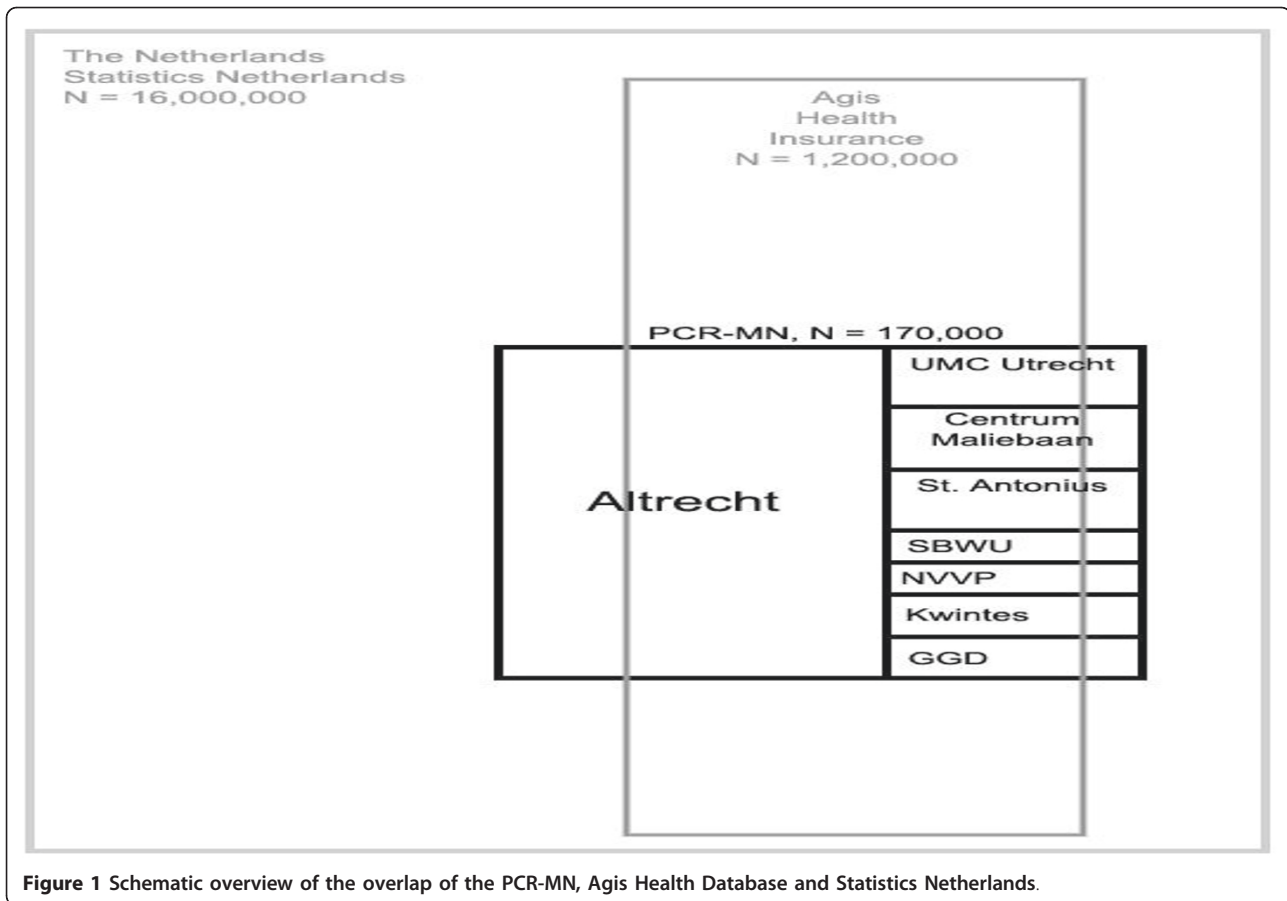 The Netherlands
Statistics Netherlands
N = 16,000,000
Agis
Health
Insurance
N = 1,200,000
PCR-MN, N = 170,000
Altrecht
UMC Utrecht
Centrum
Maliebaan
St. Antonius
SBWU
NVVP
Kwintes
GGD
Figure 1 Schematic overview of the overlap of the PCR-MN, Agis Health Database and Statistics Netherlands.